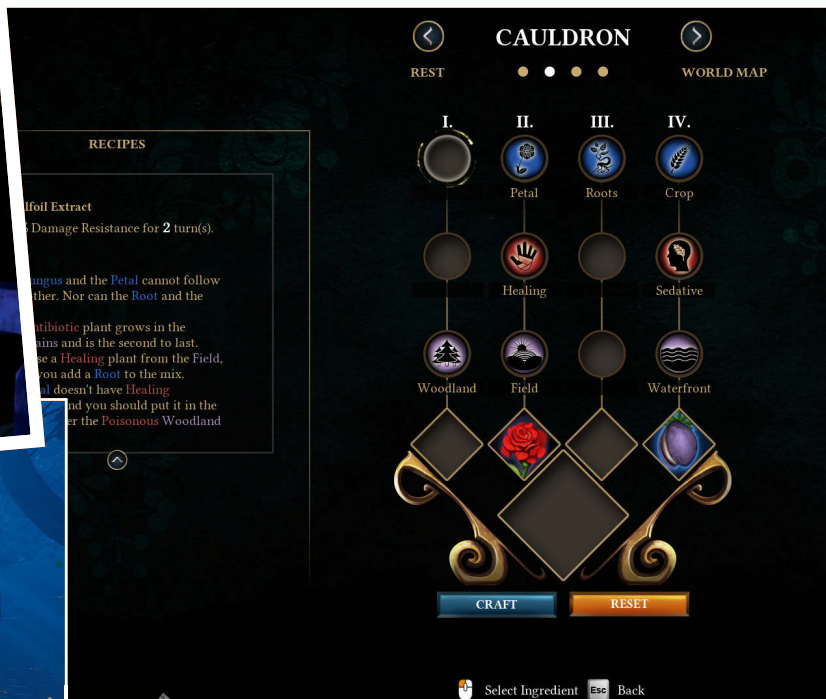 CAULDRON
REST
WORLD MAP
I. II. III. IV.
RECIPES
Petal Roots Crop
lfoil Extract
Damage Resistance for 2 turn(s).
ungus and the Petal cannot follow
ther. Nor can the Root and the
Healing Sedative
ntibiotic plant grows in the
ains and is the second to last.
se a Healing plant from the Field,
you add a Root to the mix.
al doesn't have Healing
nd you should put it in the
er the Poisonous Woodland
Woodland Field Waterfront
CRAFT RESET
Select Ingredient Esc Back